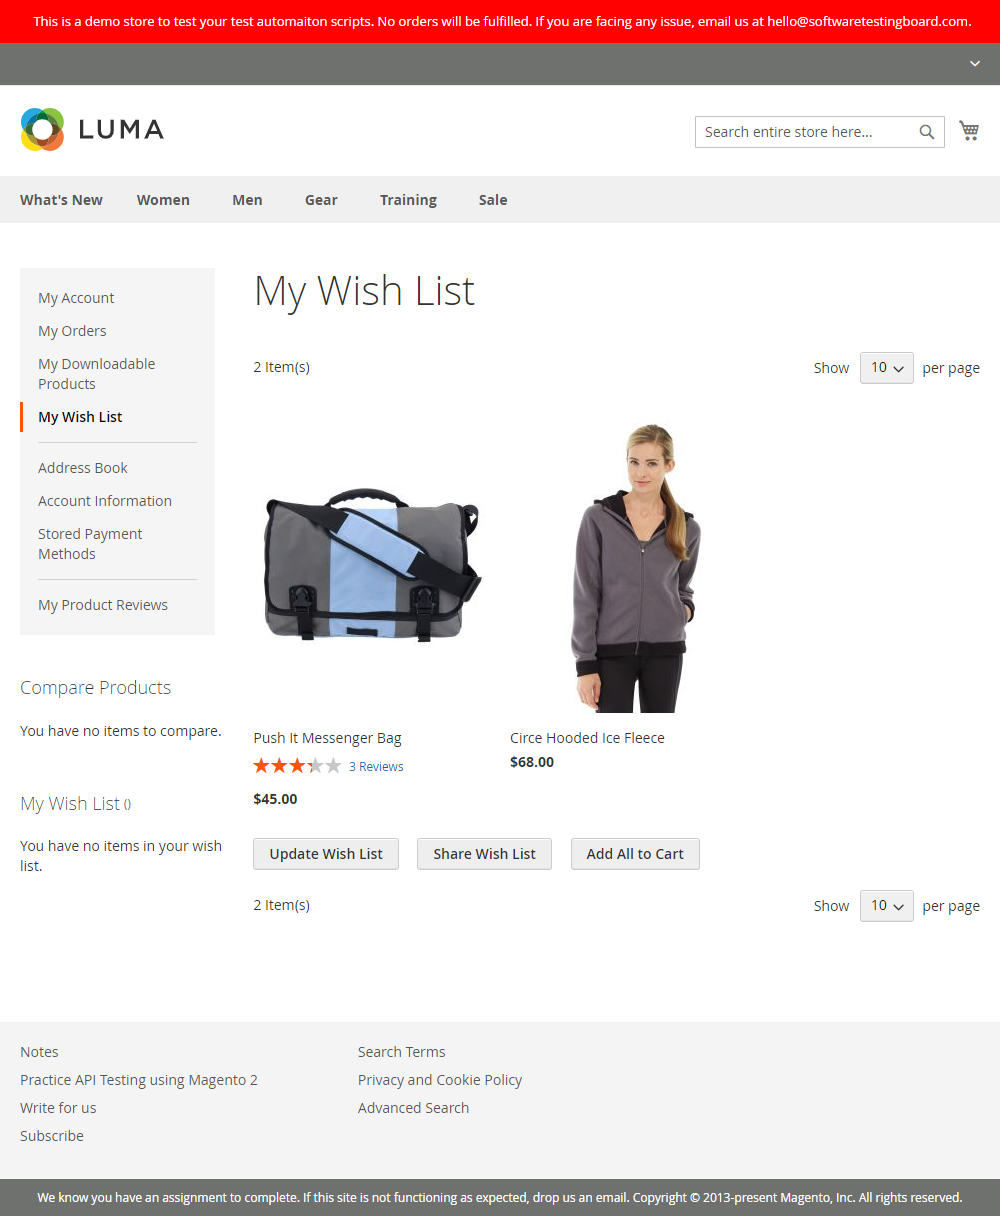 This is a demo store to test your test automaiton scripts. No orders will be fulfilled. If you are facing any issue, email us at hello@softwaretestingboard.com.
LUMA
Search entire store here...
What's New Women Men Gear Training Sale
My Account
My Orders
My Downloadable
Products
My Wish List
Address Book
Account Information
Stored Payment
Methods
My Product Reviews
Compare Products
You have no items to compare.
My Wish List ()
You have no items in your wish
list.
My Wish List
2 Item(s)
Show 10 per page
Push It Messenger Bag
3 Reviews
$45.00
Circe Hooded Ice Fleece
$68.00
Update Wish List Share Wish List Add All to Cart
2 Item(s)
Show 10 per page
Notes
Practice API Testing using Magento 2
Write for us
Subscribe
Search Terms
Privacy and Cookie Policy
Advanced Search
We know you have an assignment to complete. If this site is not functioning as expected, drop us an email. Copyright © 2013-present Magento, Inc. All rights reserved.